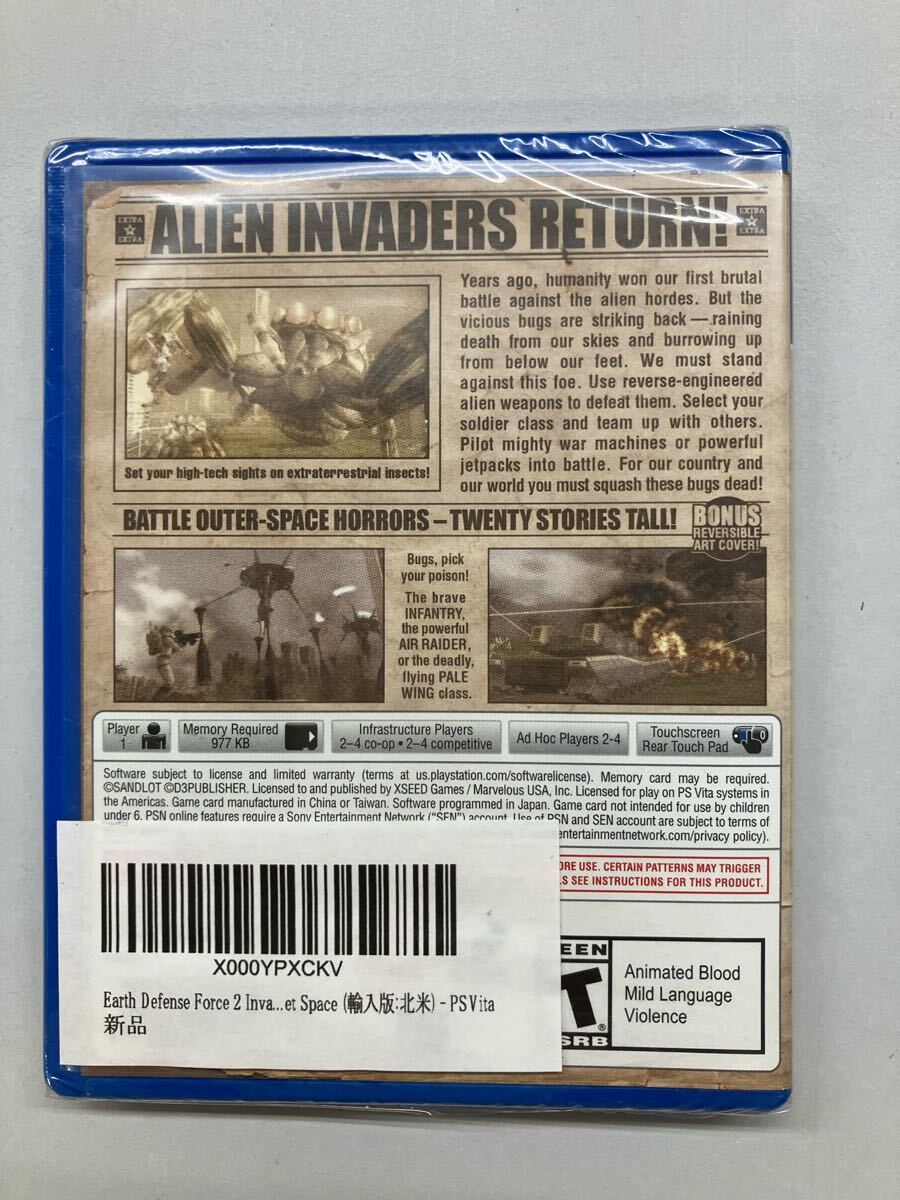 EXTRA
EXTRA
ALIEN INVADERS RETURN!
EXTRA
EXTRA
Years ago, humanity won our first brutal
battle against the alien hordes. But the
vicious bugs are striking back — raining
death from our skies and burrowing up
from below our feet. We must stand
against this foe. Use reverse-engineered
alien weapons to defeat them. Select your
soldier class and team up with others.
Pilot mighty war machines or powerful
jetpacks into battle. For our country and
our world you must squash these bugs dead!
Set your high-tech sights on extraterrestrial insects!
BATTLE OUTER-SPACE HORRORS – TWENTY STORIES TALL!
BONUS
REVERSIBLE
ART COVER!
Bugs, pick
your poison!
The brave
INFANTRY,
the powerful
AIR RAIDER,
or the deadly,
flying PALE
WING class.
Player
1
Memory Required
977 KB
Infrastructure Players
2–4 co-op • 2–4 competitive
Ad Hoc Players 2-4
Touchscreen
Rear Touch Pad
Software subject to license and limited warranty (terms at us.playstation.com/softwarelicense). Memory card may be required.
©SANDLOT ©D3PUBLISHER. Licensed to and published by XSEED Games / Marvelous USA, Inc. Licensed for play on PS Vita systems in
the Americas. Game card manufactured in China or Taiwan. Software programmed in Japan. Game card not intended for use by children
under 6. PSN online features require a Sony Entertainment Network ("SEN") account. Use of PSN and SEN account are subject to terms of
entertainmentnetwork.com/privacy policy).
ORE USE. CERTAIN PATTERNS MAY TRIGGER
S SEE INSTRUCTIONS FOR THIS PRODUCT.
X000YPXCKV
Earth Defense Force 2 Inva...et Space (輸入版:北米) - PSVita
新品
EEN
T
SRB
Animated Blood
Mild Language
Violence